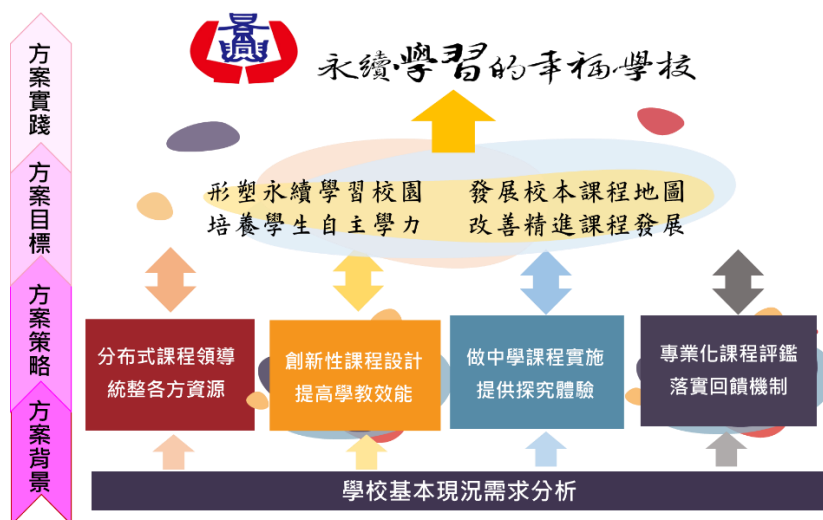 方案實踐
永續學習的幸福學校
方案目標
形塑永續學習校園
發展校本課程地圖
培養學生自主學力
改善精進課程發展
方案策略
分布式課程領導
統整各方資源
創新性課程設計
提高學教效能
做中學課程實施
提供探究體驗
專業化課程評鑑
落實回饋機制
方案背景
學校基本現況需求分析